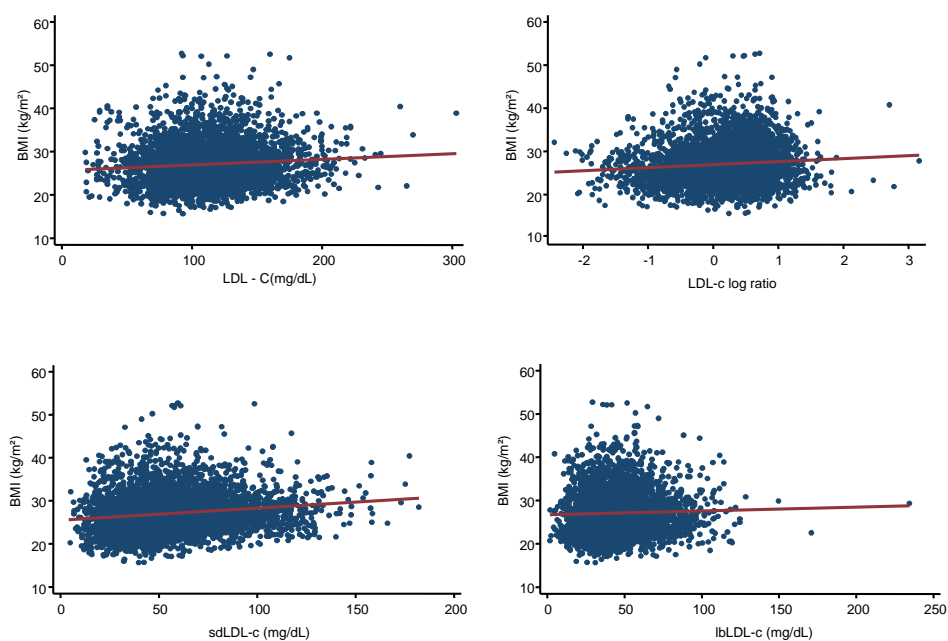 60
50
40
30
20
10
BMI (kg/m²)
0 100 200 300
LDL - C(mg/dL)
60
50
40
30
20
10
BMI (kg/m²)
-2 -1 0 1 2 3
LDL-c log ratio
60
50
40
30
20
10
BMI (kg/m²)
0 50 100 150 200
sdLDL-c (mg/dL)
60
50
40
30
20
10
BMI (kg/m²)
0 50 100 150 200 250
lbLDL-c (mg/dL)